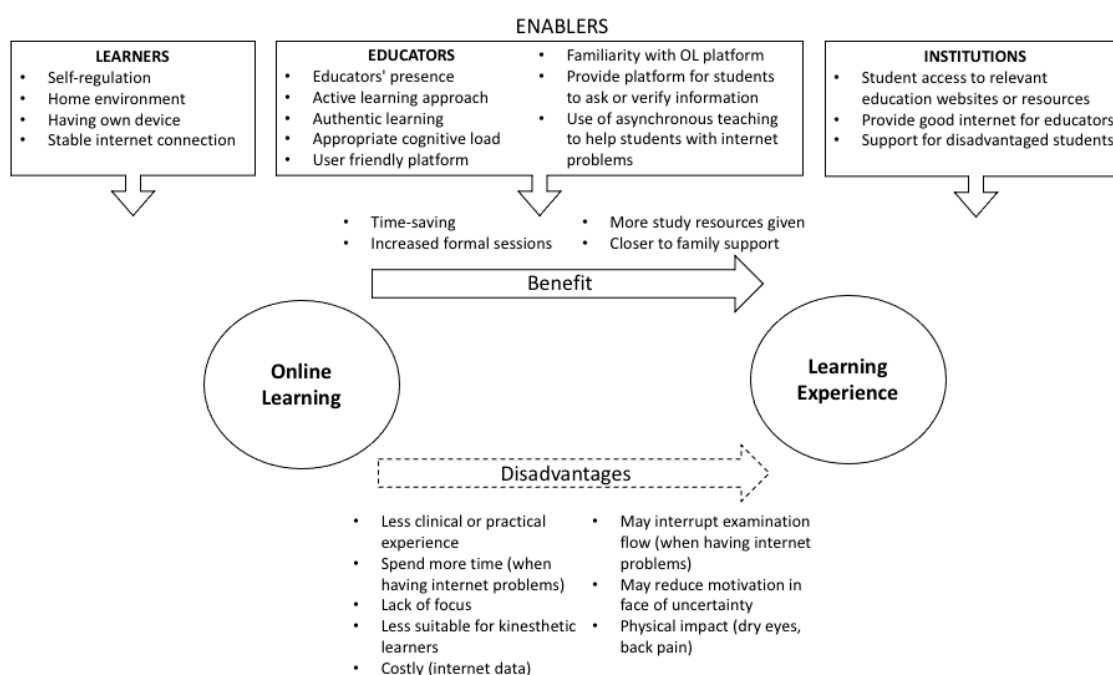 ENABLERS
LEARNERS
• Self-regulation
• Home environment
• Having own device
• Stable internet connection
EDUCATORS
• Educators' presence
• Active learning approach
• Authentic learning
• Appropriate cognitive load
• User friendly platform
• Familiarity with OL platform
• Provide platform for students
to ask or verify information
• Use of asynchronous teaching
to help students with internet
problems
INSTITUTIONS
• Student access to relevant
education websites or resources
• Provide good internet for educators
• Support for disadvantaged students
• Time-saving
• Increased formal sessions
• More study resources given
• Closer to family support
Benefit
Online
Learning
Learning
Experience
Disadvantages
• Less clinical or practical
experience
• Spend more time (when
having internet problems)
• Lack of focus
• Less suitable for kinesthetic
learners
• Costly (internet data)
• May interrupt examination
flow (when having internet
problems)
• May reduce motivation in
face of uncertainty
• Physical impact (dry eyes,
back pain)